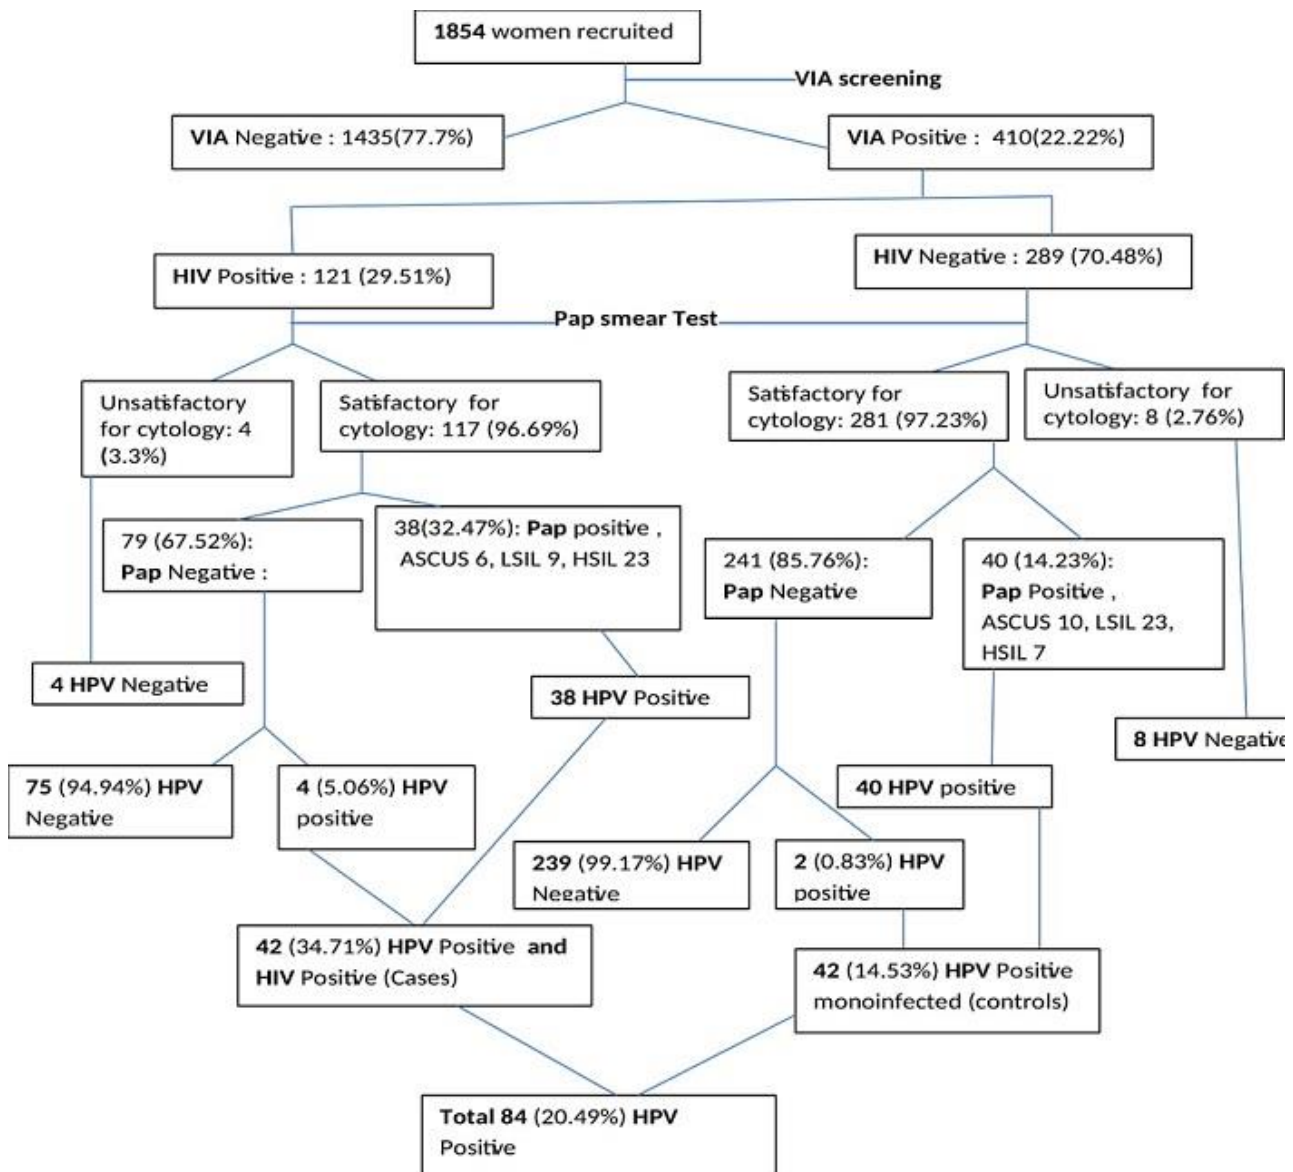 1854 women recruited
VIA screening
VIA Negative : 1435(77.7%)
VIA Positive : 410(22.22%)
HIV Positive : 121 (29.51%)
HIV Negative : 289 (70.48%)
Pap smear Test
Unsatisfactory
for cytology: 4
(3.3%)
Satisfactory for
cytology: 117 (96.69%)
Satisfactory for
cytology: 281 (97.23%)
Unsatisfactory for
cytology: 8 (2.76%)
79 (67.52%):
Pap Negative :
38(32.47%): Pap positive ,
ASCUS 6, LSIL 9, HSIL 23
241 (85.76%):
Pap Negative
40 (14.23%):
Pap Positive ,
ASCUS 10, LSIL 23,
HSIL 7
4 HPV Negative
38 HPV Positive
8 HPV Negative
75 (94.94%) HPV
Negative
4 (5.06%) HPV
positive
40 HPV positive
239 (99.17%) HPV
Negative
2 (0.83%) HPV
positive
42 (34.71%) HPV Positive and
HIV Positive (Cases)
42 (14.53%) HPV Positive
monoinfected (controls)
Total 84 (20.49%) HPV
Positive